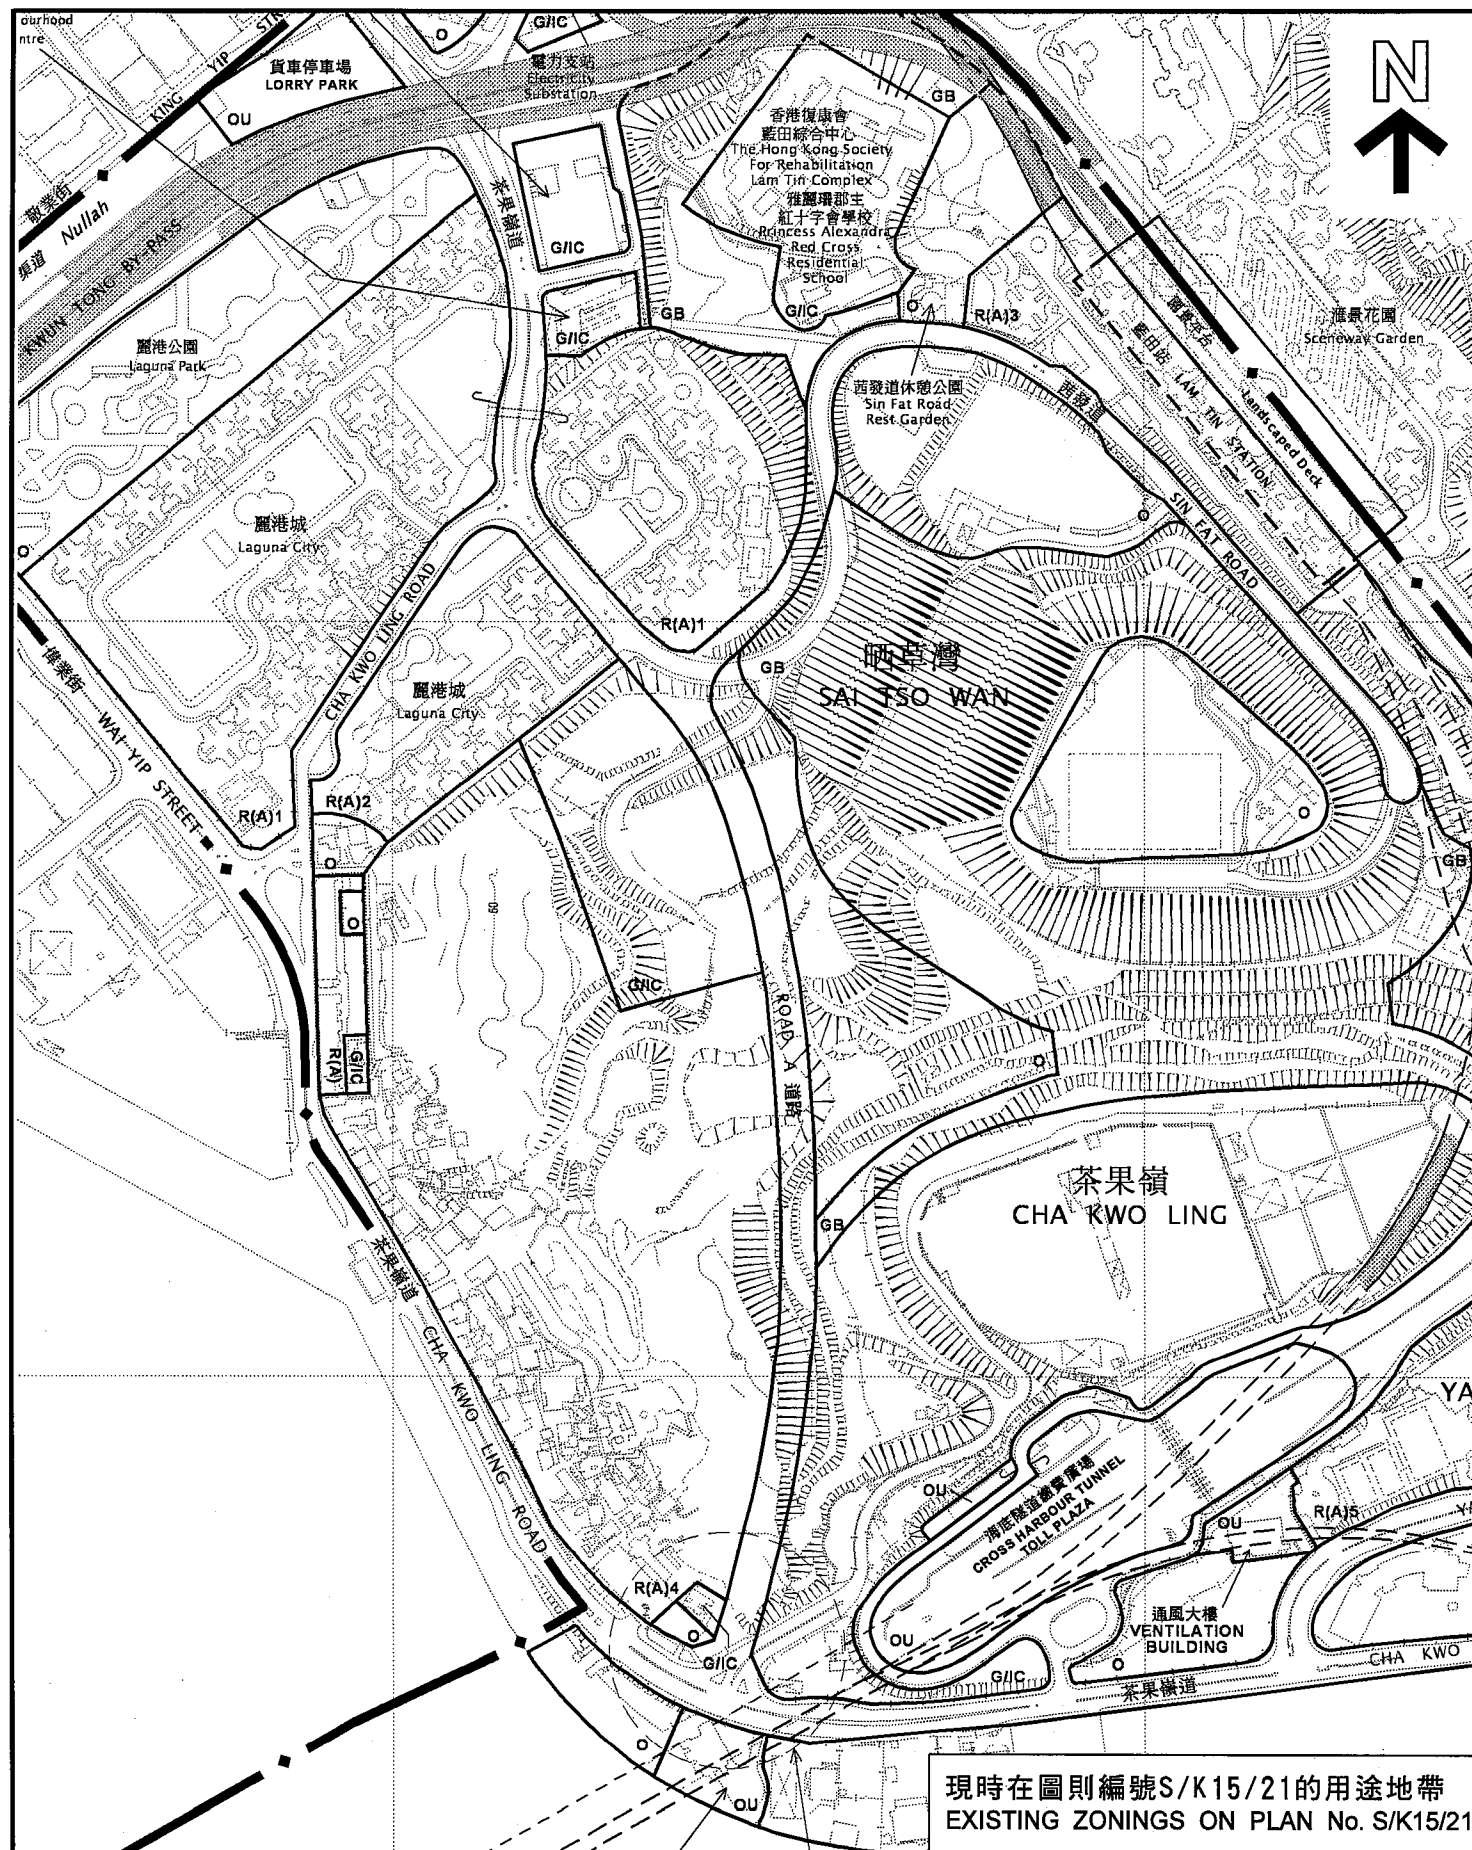 ourhood
ntre
KING YIP STR
貨車停車場
LORRY PARK
OU
O
G/IC
電力支站
Electricity
Substation
GB
N
香港復康會
藍田綜合中心
The Hong Kong Society
For Rehabilitation
Lam Tin Complex
雅麗珊郡主
紅十字會學校
Princess Alexandra
Red Cross
Residential
School
敬業街
渠道 Nullah
KWUN TONG BY-PASS
茶果嶺道
G/IC
G/IC
GB
G/IC
O
R(A)3
麗港公園
Laguna Park
茜發道休憩公園
Sin Fat Road
Rest Garden
茜發道
藍田站 LAM TIN STATION
園景平台
Landscaped Deck
匯景花園
Sceneway Garden
O
麗港城
Laguna City
CHA KWO LING ROAD
O
SIN FAT ROAD
R(A)1
偉業街
WAI YIP STREET
麗港城
Laguna City
GB
晒草灣
SAI TSO WAN
R(A)1
R(A)2
O
O
GB
O
60
G/IC
ROAD A 道路
O
G/IC
R(A)
茶果嶺
CHA KWO LING
GB
茶果嶺道
CHA KWO LING ROAD
YA
OU
海底隧道繳費廣場
CROSS HARBOUR TUNNEL
TOLL PLAZA
OU
R(A)5
YA
R(A)4
O
G/IC
OU
通風大樓
VENTILATION
BUILDING
G/IC
O
茶果嶺道
CHA KWO
O
OU
現時在圖則編號S/K15/21的用途地帶
EXISTING ZONINGS ON PLAN No. S/K15/21